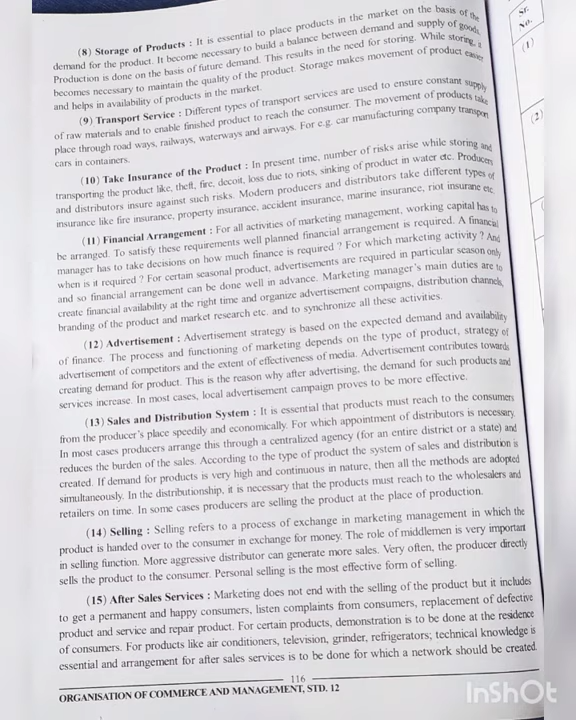 (8) Storage of Products : It is essential to place products in the market on the basis of the
demand for the product. It become necessary to build a balance between demand and supply of goods.
Production is done on the basis of future demand. This results in the need for storing. While storing, it
becomes necessary to maintain the quality of the product. Storage makes movement of product easier
and helps in availability of products in the market.
(9) Transport Service : Different types of transport services are used to ensure constant supply
of raw materials and to enable finished product to reach the consumer. The movement of products take
place through road ways, railways, waterways and airways. For e.g. car manufacturing company transport
cars in containers.
(10) Take Insurance of the Product : In present time, number of risks arise while storing and
transporting the product like, theft, fire, decoit, loss due to riots, sinking of product in water etc. Producers
and distributors insure against such risks. Modern producers and distributors take different types of
insurance like fire insurance, property insurance, accident insurance, marine insurance, riot insurane etc.
(11) Financial Arrangement : For all activities of marketing management, working capital has to
be arranged. To satisfy these requirements well planned financial arrangement is required. A financial
manager has to take decisions on how much finance is required ? For which marketing activity ? And
when is it required ? For certain seasonal product, advertisements are required in particular season only
and so financial arrangement can be done well in advance. Marketing manager's main duties are to
create financial availability at the right time and organize advertisement compaigns, distribution channels,
branding of the product and market research etc. and to synchronize all these activities.
(12) Advertisement : Advertisement strategy is based on the expected demand and availability
of finance. The process and functioning of marketing depends on the type of product, strategy of
advertisement of competitors and the extent of effectiveness of media. Advertisement contributes towards
creating demand for product. This is the reason why after advertising, the demand for such products and
services increase. In most cases, local advertisement campaign proves to be more effective.
(13) Sales and Distribution System : It is essential that products must reach to the consumers
from the producer's place speedily and economically. For which appointment of distributors is necessary.
In most cases producers arrange this through a centralized agency (for an entire district or a state) and
reduces the burden of the sales. According to the type of product the system of sales and distribution is
created. If demand for products is very high and continuous in nature, then all the methods are adopted
simultaneously. In the distributionship, it is necessary that the products must reach to the wholesalers and
retailers on time. In some cases producers are selling the product at the place of production.
(14) Selling : Selling refers to a process of exchange in marketing management in which the
product is handed over to the consumer in exchange for money. The role of middlemen is very important
in selling function. More aggressive distributor can generate more sales. Very often, the producer directly
sells the product to the consumer. Personal selling is the most effective form of selling.
(15) After Sales Services : Marketing does not end with the selling of the product but it includes
to get a permanent and happy consumers, listen complaints from consumers, replacement of defective
product and service and repair product. For certain products, demonstration is to be done at the residence
of consumers. For products like air conditioners, television, grinder, refrigerators; technical knowledge is
essential and arrangement for after sales services is to be done for which a network should be created.
116
ORGANISATION OF COMMERCE AND MANAGEMENT, STD. 12
Sr.
No.
(1)
(2)
InShOt